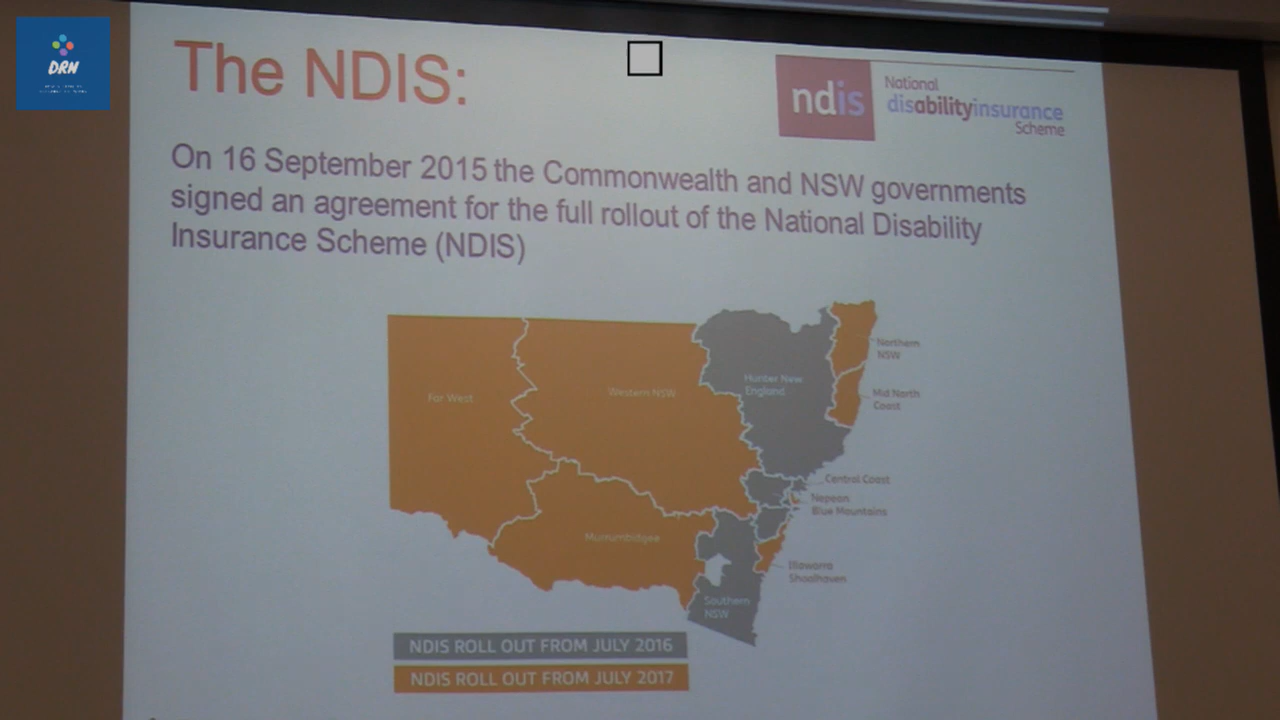 DRN
The NDIS:
ndis
National
disabilityinsurance
Scheme
On 16 September 2015 the Commonwealth and NSW governments
signed an agreement for the full rollout of the National Disability
Insurance Scheme (NDIS)
Northern
NSW
Hunter New
England
Far West
Western NSW
Mid North
Coast
Central Coast
Nepean
Blue Mountains
Murrumbidgee
Illawarra
Shoalhaven
Southern
NSW
NDIS ROLL OUT FROM JULY 2016
NDIS ROLL OUT FROM JULY 2017